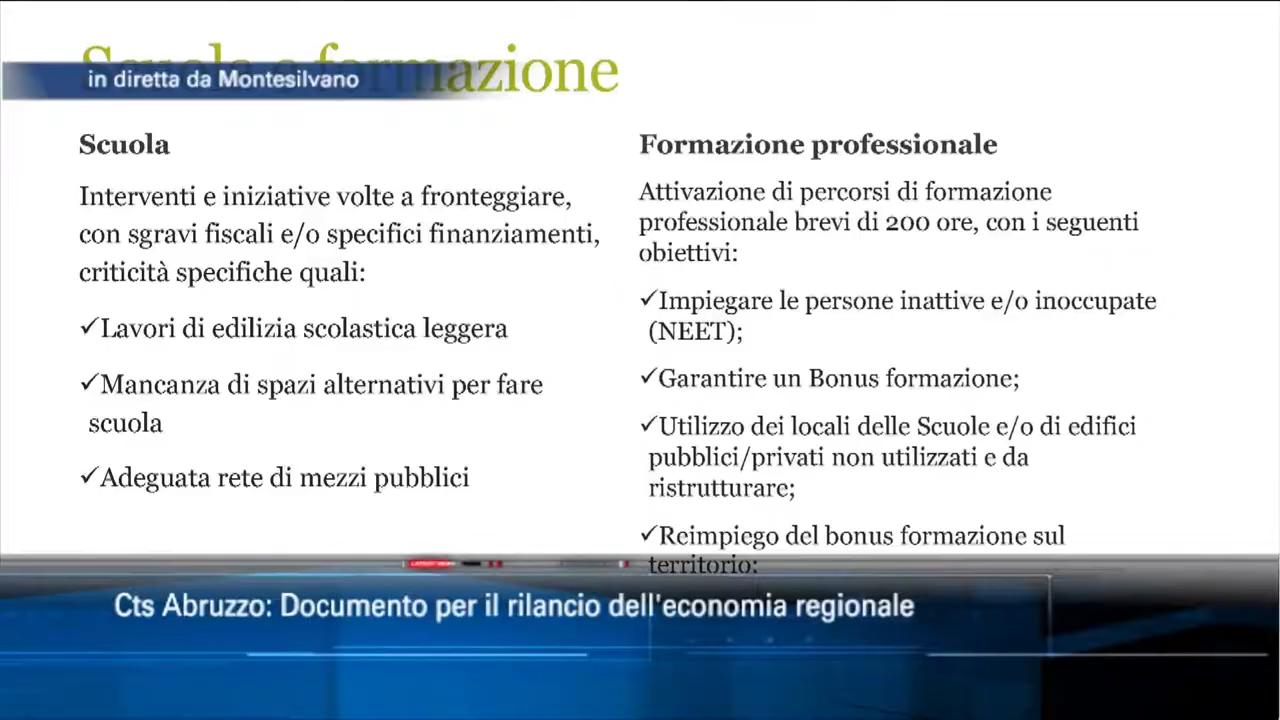 Scuola e formazione
in diretta da Montesilvano
Scuola
Interventi e iniziative volte a fronteggiare,
con sgravi fiscali e/o specifici finanziamenti,
criticità specifiche quali:
✓Lavori di edilizia scolastica leggera
✓Mancanza di spazi alternativi per fare
scuola
✓Adeguata rete di mezzi pubblici
Formazione professionale
Attivazione di percorsi di formazione
professionale brevi di 200 ore, con i seguenti
obiettivi:
✓Impiegare le persone inattive e/o inoccupate
(NEET);
✓Garantire un Bonus formazione;
✓Utilizzo dei locali delle Scuole e/o di edifici
pubblici/privati non utilizzati e da
ristrutturare;
✓Reimpiego del bonus formazione sul
territorio:
Cts Abruzzo: Documento per il rilancio dell'economia regionale